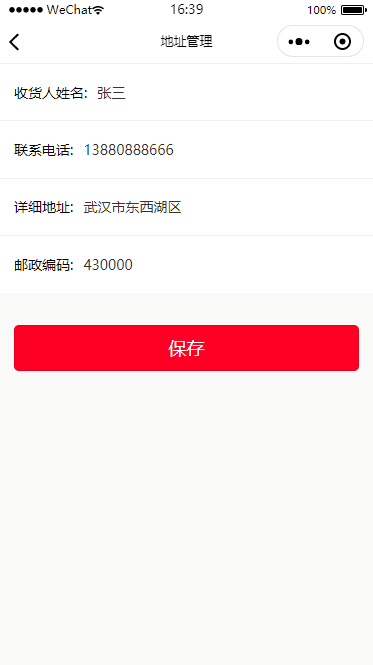 WeChat 16:39 100%
地址管理
收货人姓名: 张三
联系电话: 13880888666
详细地址: 武汉市东西湖区
邮政编码: 430000
保存